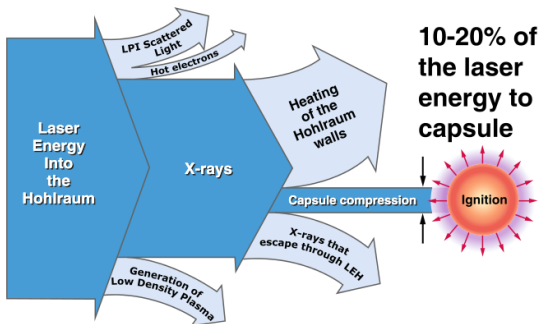 LPI Scattered
Light
Hot electrons
10-20% of
the laser
energy to
capsule
Heating
of the
Hohlraum
walls
Laser
Energy
Into
the
Hohlraum
X-rays
Capsule compression
Ignition
X-rays that
escape through LEH
Generation of
Low Density Plasma